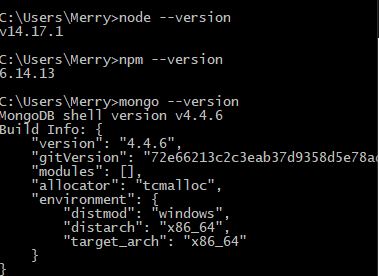 C:\Users\Merry>node --version
v14.17.1
C:\Users\Merry>npm --version
6.14.13
C:\Users\Merry>mongo --version
MongoDB shell version v4.4.6
Build Info: {
    "version": "4.4.6",
    "gitVersion": "72e66213c2c3eab37d9358d5e78a
    "modules": [],
    "allocator": "tcmalloc",
    "environment": {
        "distmod": "windows",
        "distarch": "x86_64",
        "target_arch": "x86_64"
    }
}